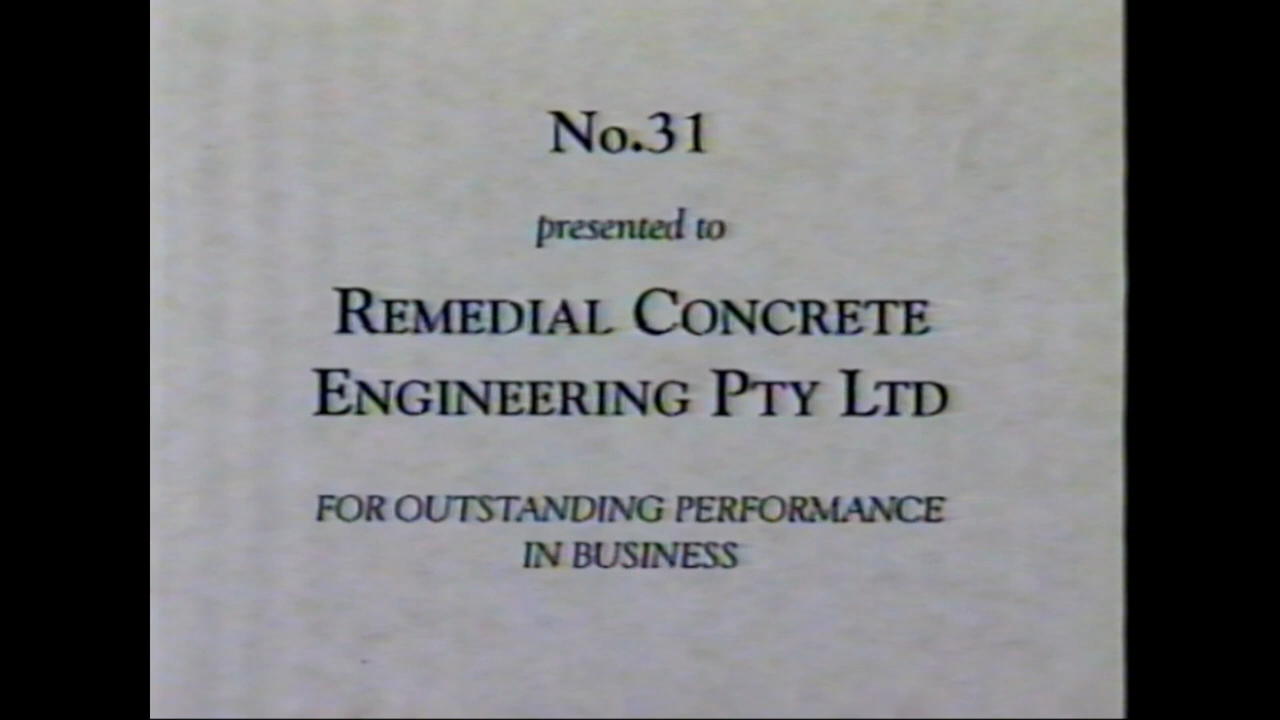 No.31
presented to
REMEDIAL CONCRETE
ENGINEERING PTY LTD
FOR OUTSTANDING PERFORMANCE
IN BUSINESS